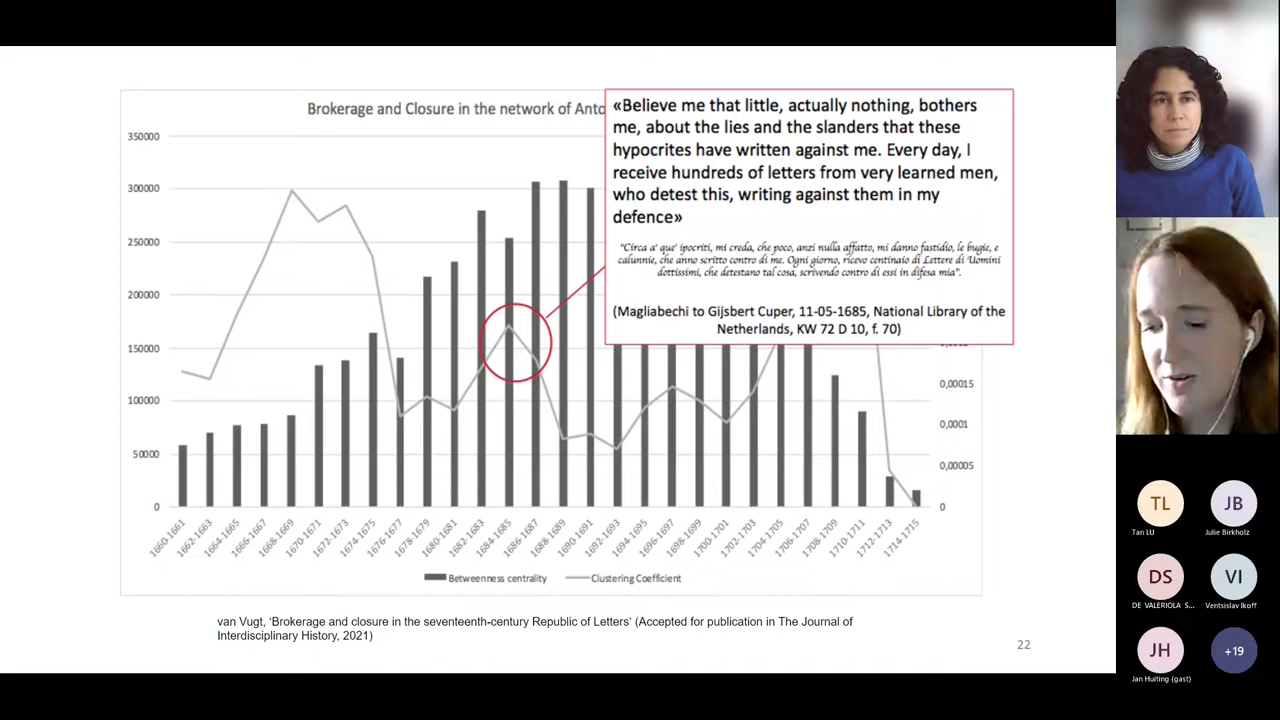 Brokerage and Closure in the network of Anto
«Believe me that little, actually nothing, bothers
me, about the lies and the slanders that these
hypocrites have written against me. Every day, I
receive hundreds of letters from very learned men,
who detest this, writing against them in my
defence»
"Circa a' que' ipocriti, mi creda, che poco, anzi nulla affatto, mi danno fastidio, le bugie, e
calunnie, che anno scritto contro di me. Ogni giorno, ricevo centinaio di Lettere di Uomini
dottissimi, che detestano tal cosa, scrivendo contro di essi in difesa mia".
(Magliabechi to Gijsbert Cuper, 11-05-1685, National Library of the
Netherlands, KW 72 D 10, f. 70)
350000
300000
250000
200000
150000
100000
50000
0
0,00015
0,0001
0,00005
0
1660-1661
1662-1663
1664-1665
1666-1667
1668-1669
1670-1671
1672-1673
1674-1675
1676-1677
1678-1679
1680-1681
1682-1683
1684-1685
1686-1687
1688-1689
1690-1691
1692-1693
1694-1695
1696-1697
1698-1699
1700-1701
1702-1703
1704-1705
1706-1707
1708-1709
1710-1711
1712-1713
1714-1715
Betweenness centrality
Clustering Coefficient
van Vugt, 'Brokerage and closure in the seventeenth-century Republic of Letters' (Accepted for publication in The Journal of
Interdisciplinary History, 2021)
22
TL
Tan LU
JB
Julie Birkholz
DS
DE VALERIOLA S...
VI
Ventsislav Ikoff
JH
Jan Huiting (gast)
+19